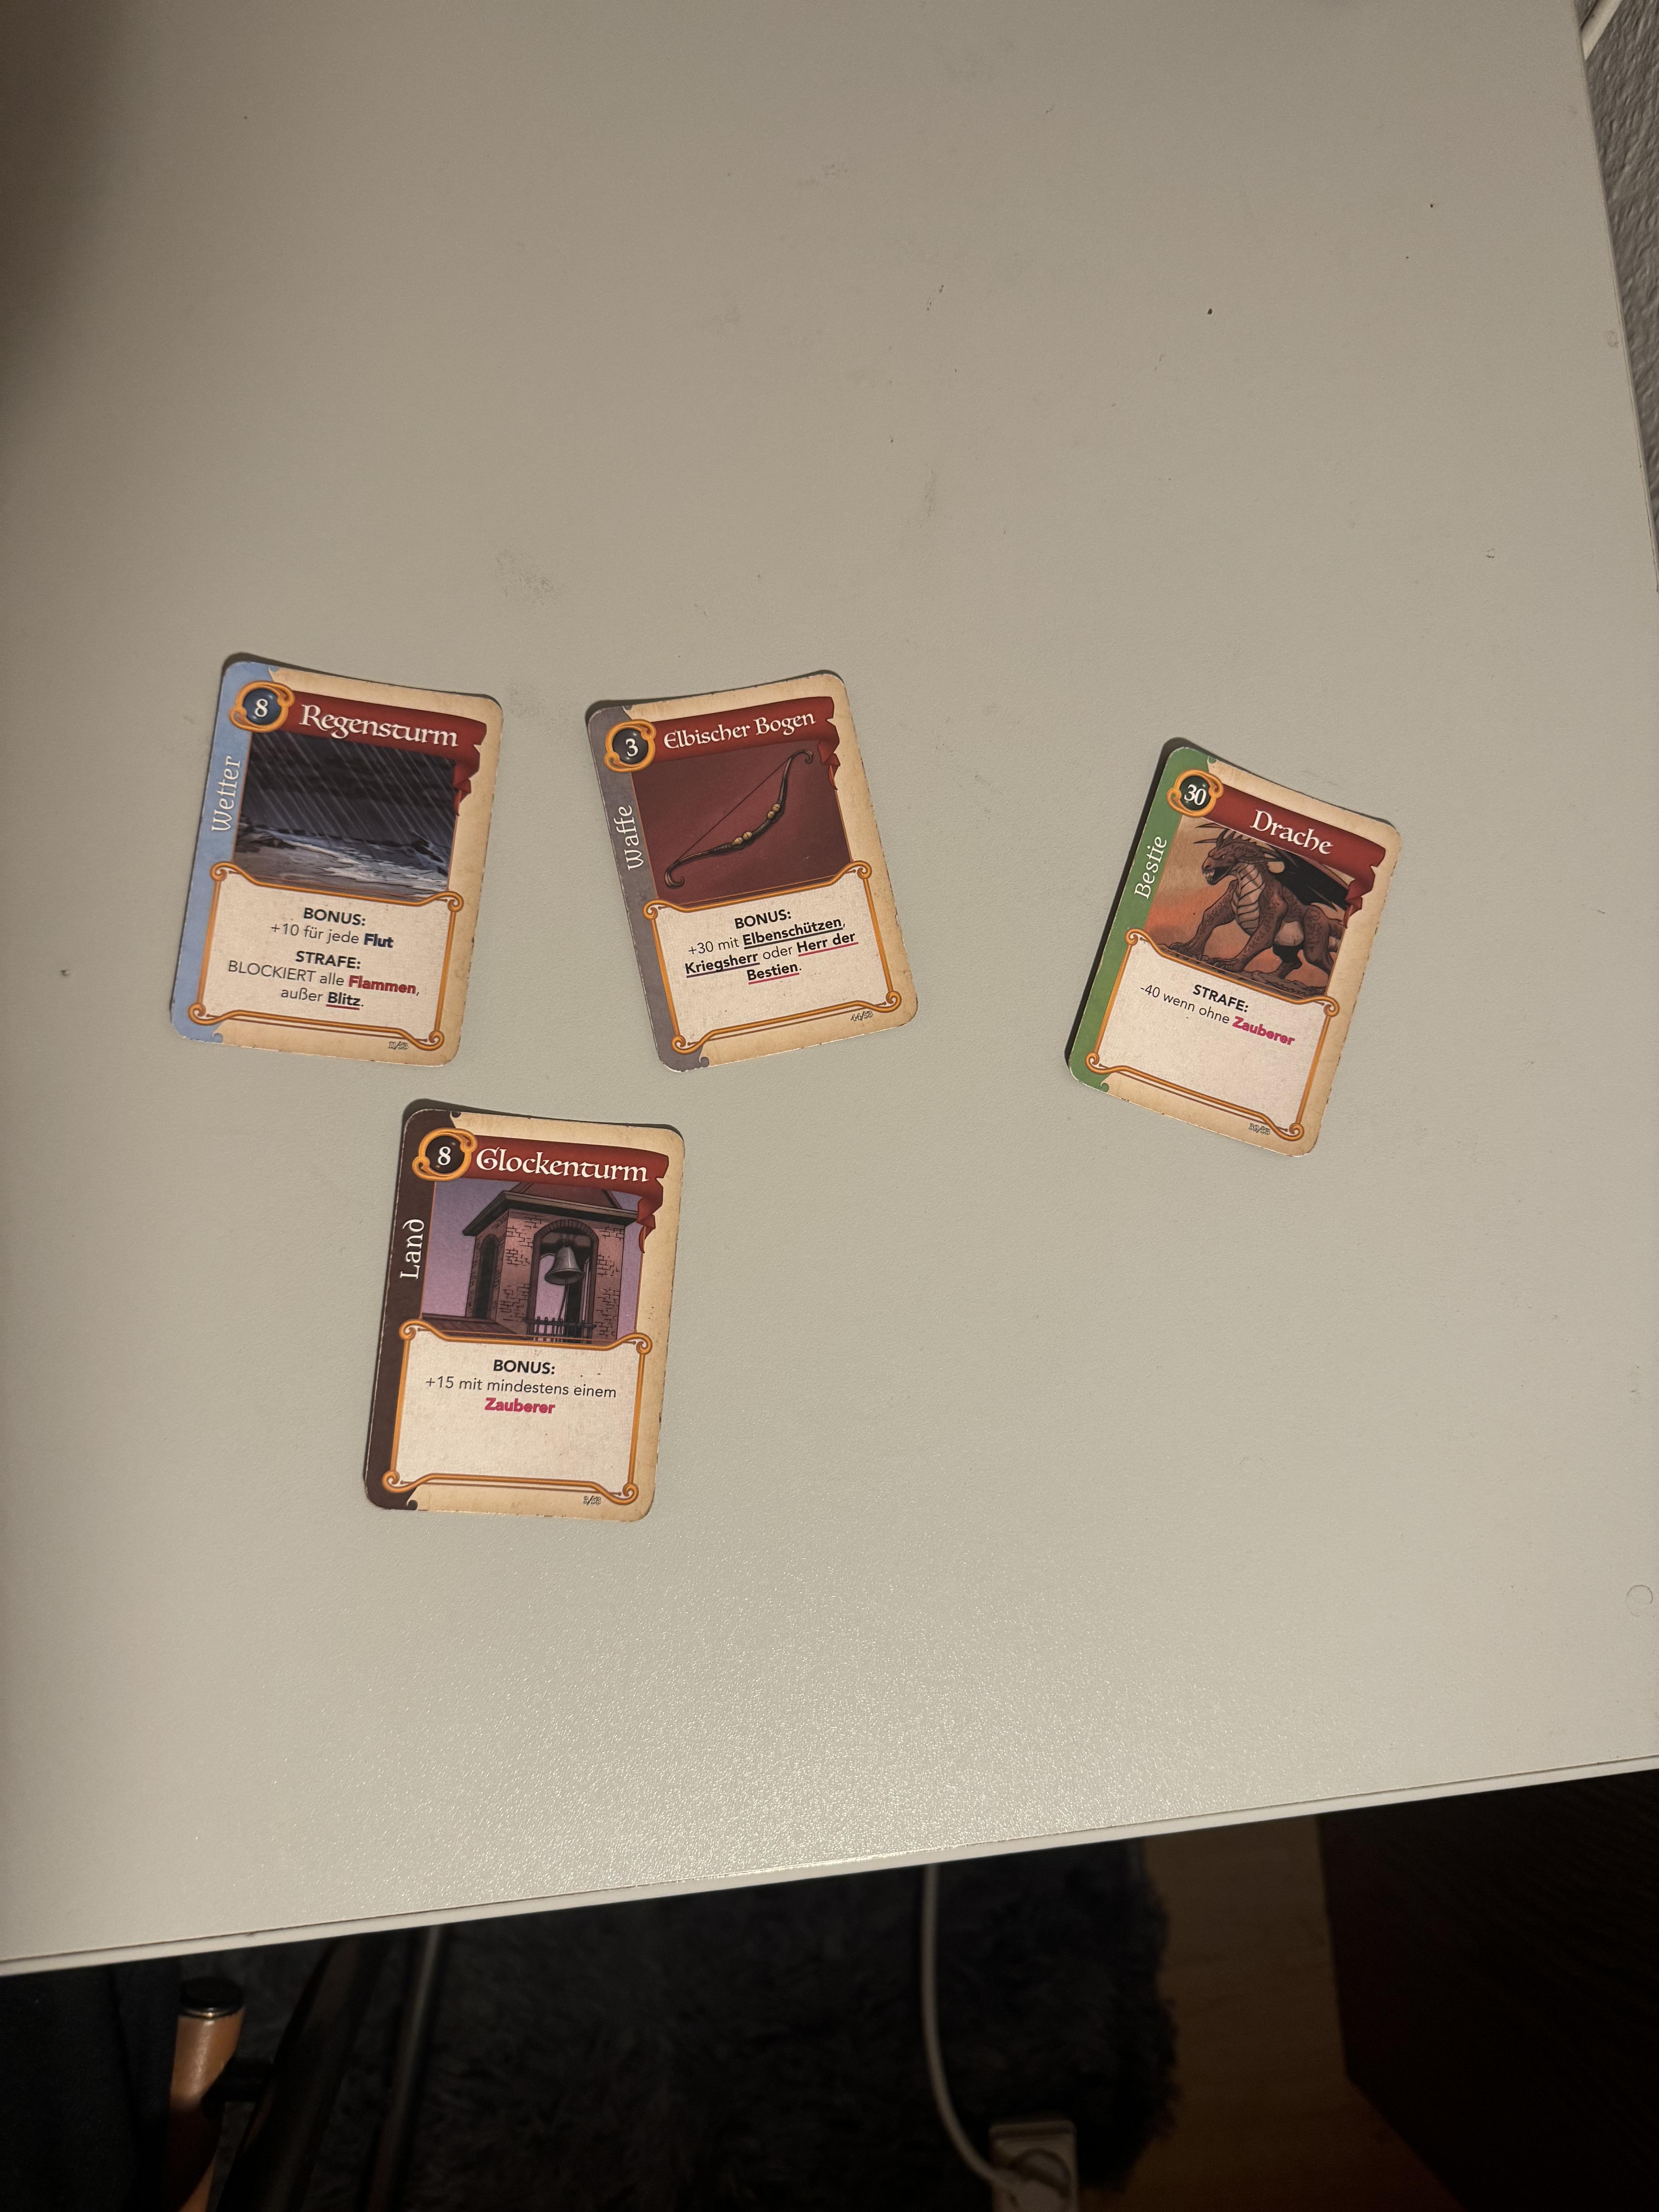 8
Regensturm
Wetter
BONUS:
+10 für jede Flut
STRAFE:
BLOCKIERT alle Flammen,
außer Blitz.
3
Elbischer Bogen
Waffe
BONUS:
+30 mit Elbenschützen,
Kriegsherr oder Herr der
Bestien.
30
Drache
Bestie
STRAFE:
-40 wenn ohne Zauberer
8
Glockenturm
Land
BONUS:
+15 mit mindestens einem
Zauberer